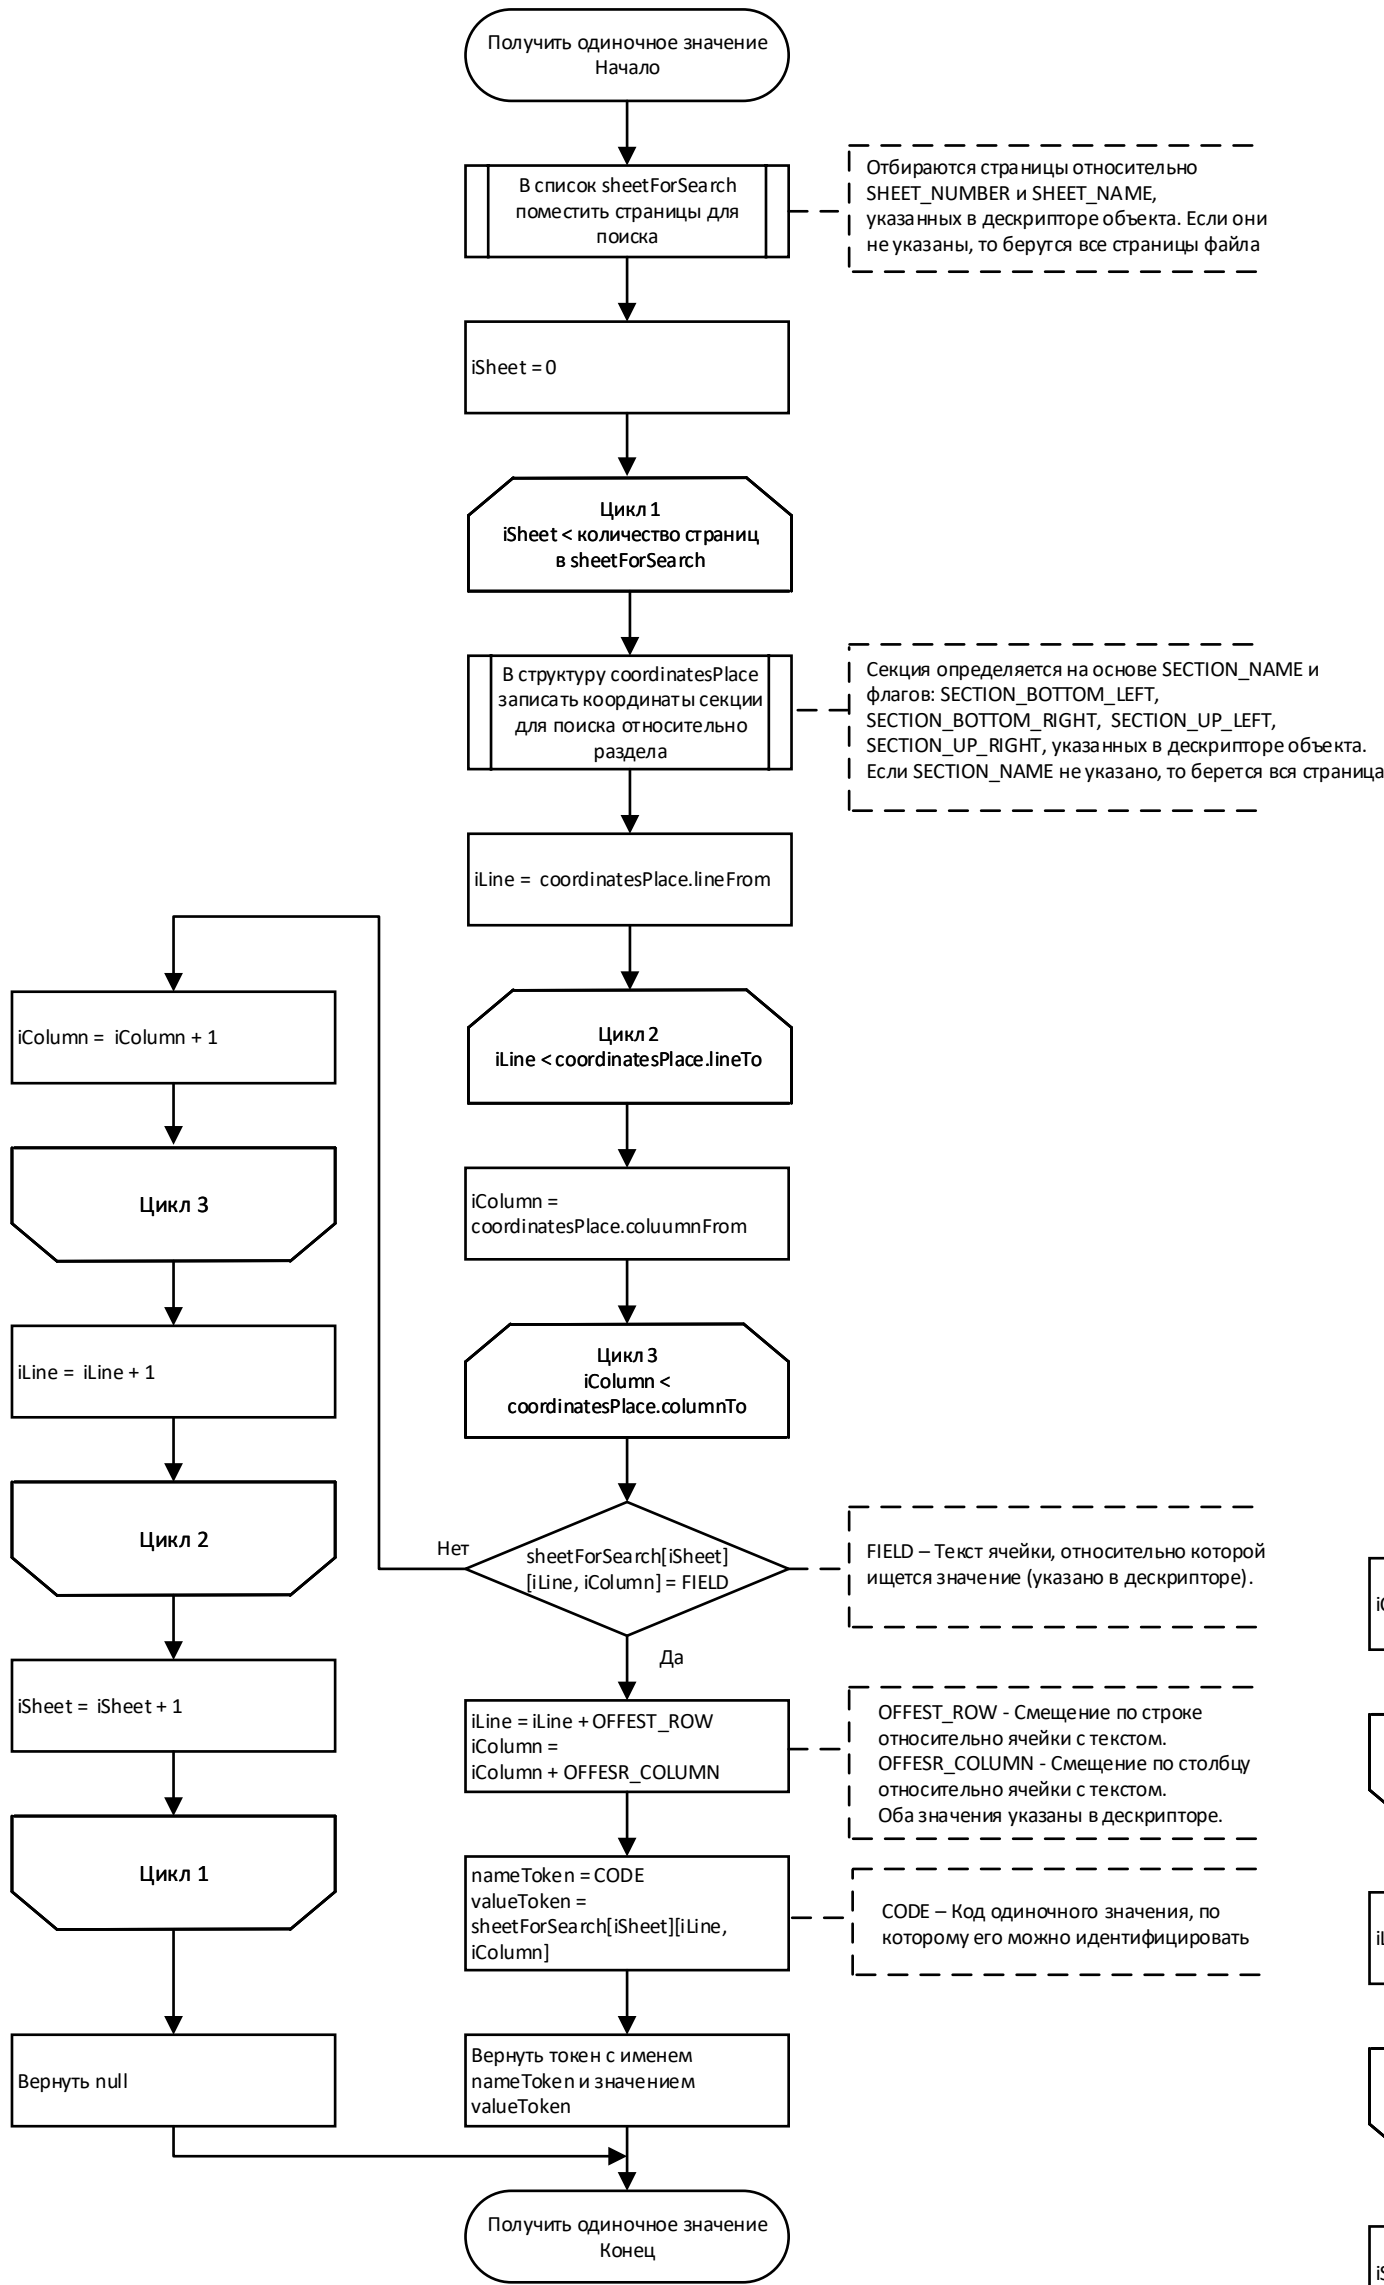 Получить одиночное значение
Начало
В список sheetForSearch
поместить страницы для
поиска
Отбираются страницы относительно
SHEET_NUMBER и SHEET_NAME,
указанных в дескрипторе объекта. Если они
не указаны, то берутся все страницы файла
iSheet = 0
Цикл 1
iSheet < количество страниц
в sheetForSearch
В структуру coordinatesPlace
записать координаты секции
для поиска относительно
раздела
Секция определяется на основе SECTION_NAME и
флагов: SECTION_BOTTOM_LEFT,
SECTION_BOTTOM_RIGHT, SECTION_UP_LEFT,
SECTION_UP_RIGHT, указанных в дескрипторе объекта.
Если SECTION_NAME не указано, то берется вся страница
iLine = coordinatesPlace.lineFrom
Цикл 2
iLine < coordinatesPlace.lineTo
iColumn =
coordinatesPlace.coluumnFrom
Цикл 3
iColumn <
coordinatesPlace.columnTo
sheetForSearch[iSheet]
[iLine, iColumn] = FIELD
Нет
Да
FIELD – Текст ячейки, относительно которой
ищется значение (указано в дескрипторе).
iLine = iLine + OFFEST_ROW
iColumn =
iColumn + OFFESR_COLUMN
OFFEST_ROW - Смещение по строке
относительно ячейки с текстом.
OFFESR_COLUMN - Смещение по столбцу
относительно ячейки с текстом.
Оба значения указаны в дескрипторе.
nameToken = CODE
valueToken =
sheetForSearch[iSheet][iLine,
iColumn]
CODE – Код одиночного значения, по
которому его можно идентифицировать
Вернуть токен с именем
nameToken и значением
valueToken
iColumn = iColumn + 1
Цикл 3
iLine = iLine + 1
Цикл 2
iSheet = iSheet + 1
Цикл 1
Вернуть null
Получить одиночное значение
Конец